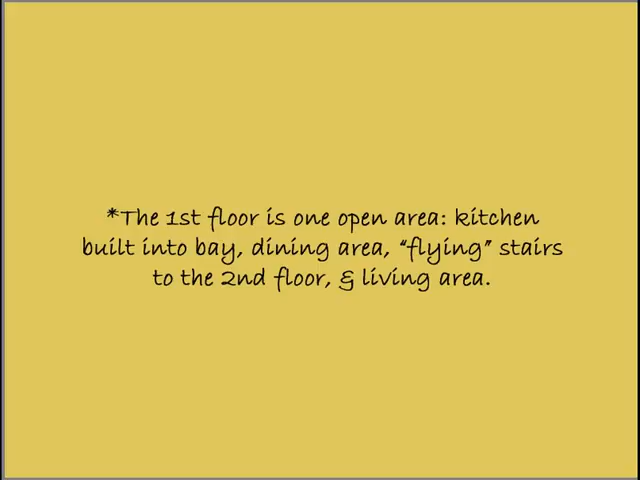 *The 1st floor is one open area: kitchen
built into bay, dining area, “flying” stairs
to the 2nd floor, & living area.